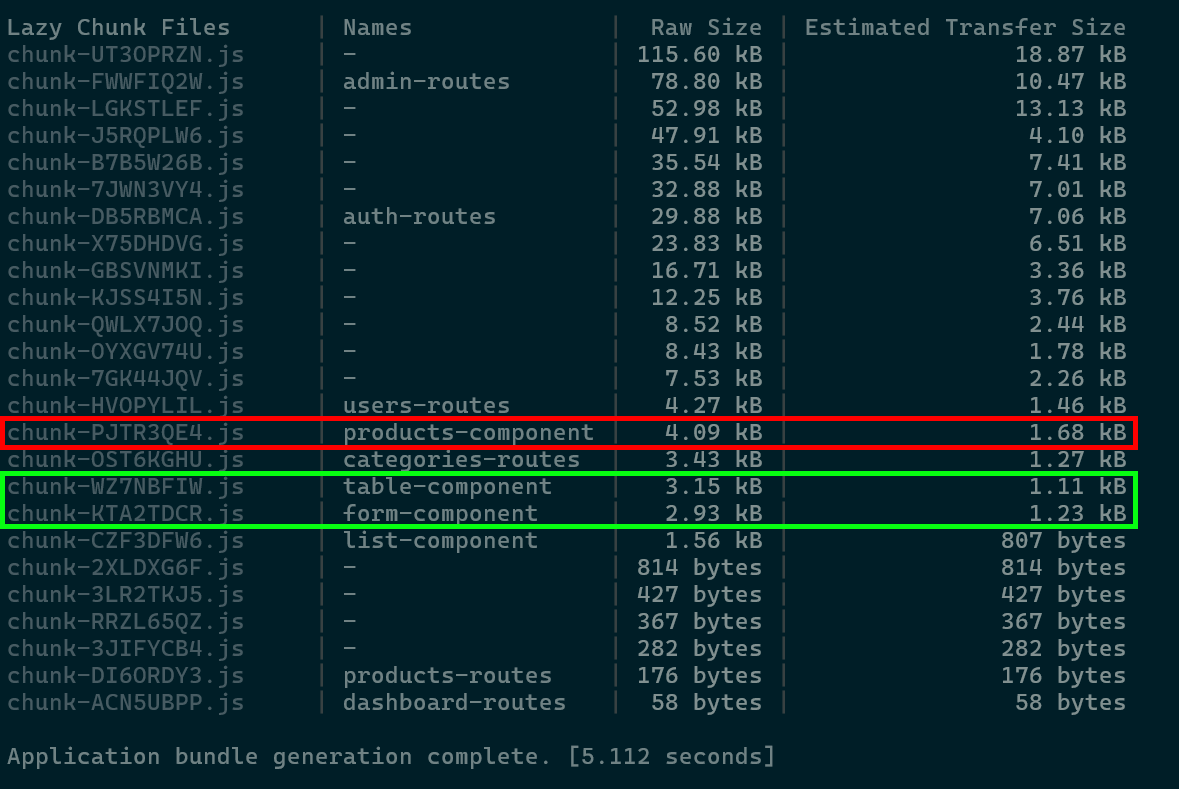 Lazy Chunk Files | Names | Raw Size | Estimated Transfer Size
chunk-UT3OPRZN.js | - | 115.60 kB | 18.87 kB
chunk-FWWFIQ2W.js | admin-routes | 78.80 kB | 10.47 kB
chunk-LGKSTLEF.js | - | 52.98 kB | 13.13 kB
chunk-J5RQPLW6.js | - | 47.91 kB | 4.10 kB
chunk-B7B5W26B.js | - | 35.54 kB | 7.41 kB
chunk-7JWN3VY4.js | - | 32.88 kB | 7.01 kB
chunk-DB5RBMCA.js | auth-routes | 29.88 kB | 7.06 kB
chunk-X75DHDVG.js | - | 23.83 kB | 6.51 kB
chunk-GBSVNMKI.js | - | 16.71 kB | 3.36 kB
chunk-KJSS4I5N.js | - | 12.25 kB | 3.76 kB
chunk-QWLX7JOQ.js | - | 8.52 kB | 2.44 kB
chunk-OYXGV74U.js | - | 8.43 kB | 1.78 kB
chunk-7GK44JQV.js | - | 7.53 kB | 2.26 kB
chunk-HVOPYLIL.js | users-routes | 4.27 kB | 1.46 kB
chunk-PJTR3QE4.js | products-component | 4.09 kB | 1.68 kB
chunk-OST6KGHU.js | categories-routes | 3.43 kB | 1.27 kB
chunk-WZ7NBFIW.js | table-component | 3.15 kB | 1.11 kB
chunk-KTA2TDCR.js | form-component | 2.93 kB | 1.23 kB
chunk-CZF3DFW6.js | list-component | 1.56 kB | 807 bytes
chunk-2XLDXG6F.js | - | 814 bytes | 814 bytes
chunk-3LR2TKJ5.js | - | 427 bytes | 427 bytes
chunk-RRZL65QZ.js | - | 367 bytes | 367 bytes
chunk-3JIFYCB4.js | - | 282 bytes | 282 bytes
chunk-DI6ORDY3.js | products-routes | 176 bytes | 176 bytes
chunk-ACN5UBPP.js | dashboard-routes | 58 bytes | 58 bytes
Application bundle generation complete. [5.112 seconds]